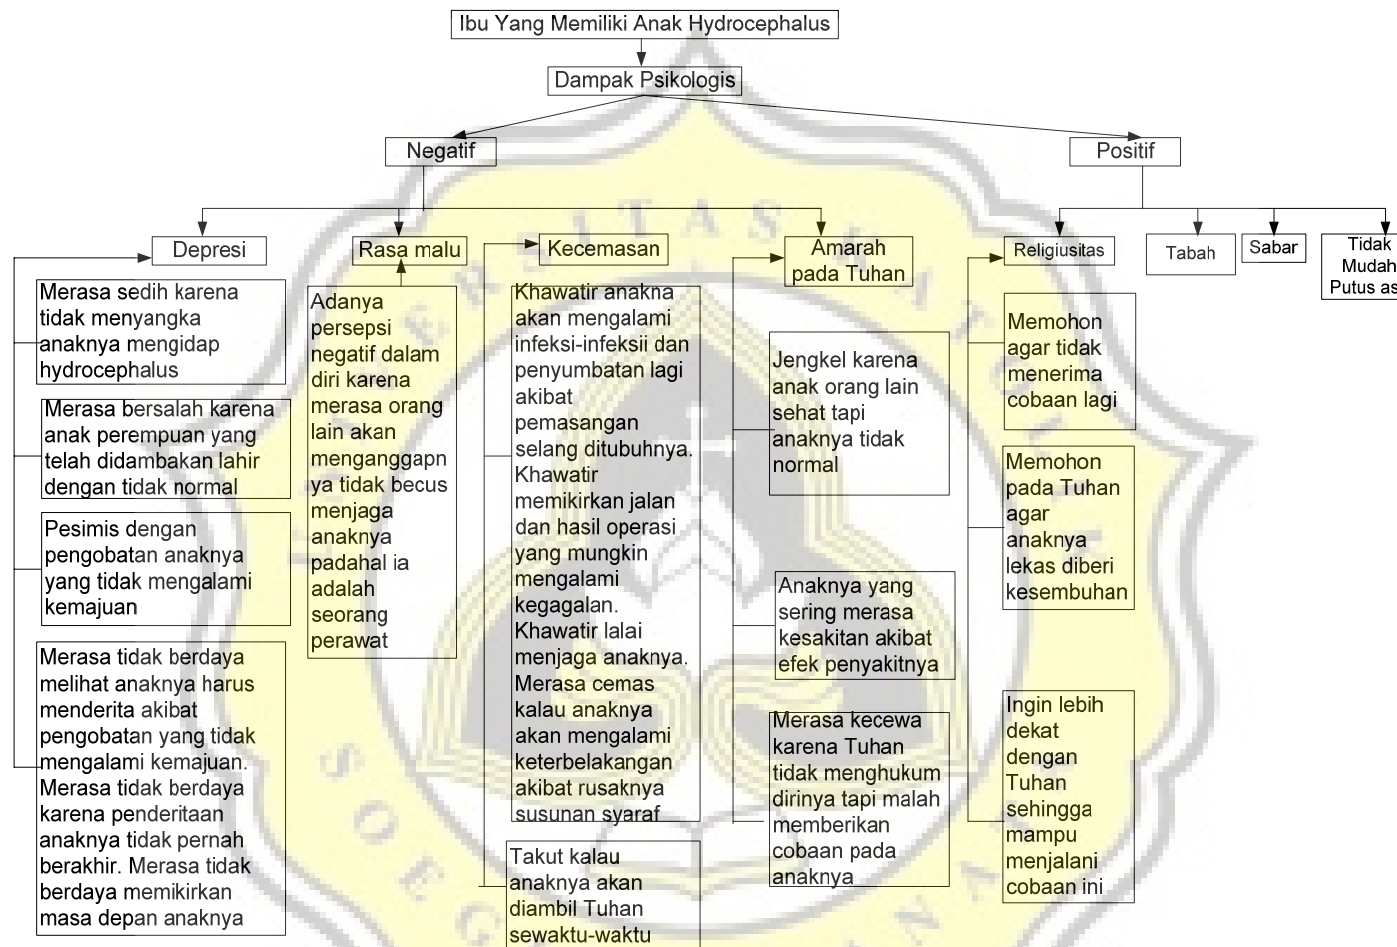 Ibu Yang Memiliki Anak Hydrocephalus
Dampak Psikologis
Negatif
Positif
Depresi
Rasa malu
Kecemasan
Amarah
pada Tuhan
Religiusitas
Tabah
Sabar
Tidak
Mudah
Putus as
Merasa sedih karena
tidak menyangka
anaknya mengidap
hydrocephalus
Merasa bersalah karena
anak perempuan yang
telah didambakan lahir
dengan tidak normal
Pesimis dengan
pengobatan anaknya
yang tidak mengalami
kemajuan
Merasa tidak berdaya
melihat anaknya harus
menderita akibat
pengobatan yang tidak
mengalami kemajuan.
Merasa tidak berdaya
karena penderitaan
anaknya tidak pernah
berakhir. Merasa tidak
berdaya memikirkan
masa depan anaknya
Adanya
persepsi
negatif dalam
diri karena
merasa orang
lain akan
menganggapn
ya tidak becus
menjaga
anaknya
padahal ia
adalah
seorang
perawat
Khawatir anakna
akan mengalami
infeksi-infeksii dan
penyumbatan lagi
akibat
pemasangan
selang ditubuhnya.
Khawatir
memikirkan jalan
dan hasil operasi
yang mungkin
mengalami
kegagalan.
Khawatir lalai
menjaga anaknya.
Merasa cemas
kalau anaknya
akan mengalami
keterbelakangan
akibat rusaknya
susunan syaraf
Takut kalau
anaknya akan
diambil Tuhan
sewaktu-waktu
Jengkel karena
anak orang lain
sehat tapi
anaknya tidak
normal
Anaknya yang
sering merasa
kesakitan akibat
efek penyakitnya
Merasa kecewa
karena Tuhan
tidak menghukum
dirinya tapi malah
memberikan
cobaan pada
anaknya
Memohon
agar tidak
menerima
cobaan lagi
Memohon
pada Tuhan
agar
anaknya
lekas diberi
kesembuhan
Ingin lebih
dekat
dengan
Tuhan
sehingga
mampu
menjalani
cobaan ini